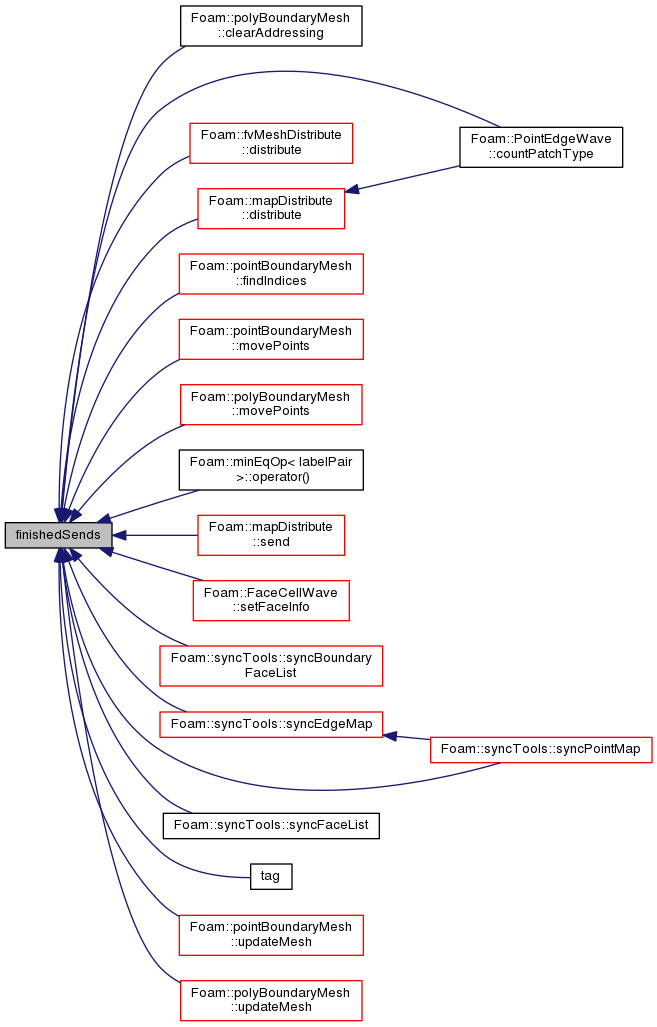 Foam::polyBoundaryMesh
::clearAddressing
Foam::PointEdgeWave
::countPatchType
Foam::fvMeshDistribute
::distribute
Foam::mapDistribute
::distribute
Foam::pointBoundaryMesh
::findIndices
Foam::pointBoundaryMesh
::movePoints
Foam::polyBoundaryMesh
::movePoints
Foam::minEqOp< labelPair
>::operator()
finishedSends
Foam::mapDistribute
::send
Foam::FaceCellWave
::setFaceInfo
Foam::syncTools::syncBoundary
FaceList
Foam::syncTools::syncEdgeMap
Foam::syncTools::syncPointMap
Foam::syncTools::syncFaceList
tag
Foam::pointBoundaryMesh
::updateMesh
Foam::polyBoundaryMesh
::updateMesh